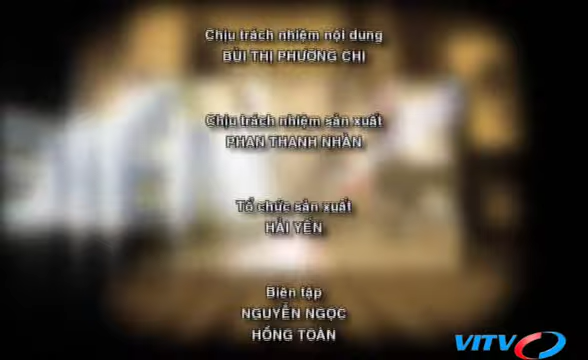 Chịu trách nhiệm nội dung
BÙI THỊ PHƯƠNG CHI
Chịu trách nhiệm sản xuất
PHAN THANH NHÀN
Tổ chức sản xuất
HẢI YẾN
Biên tập
NGUYỄN NGỌC
HỒNG TOÀN
VITV